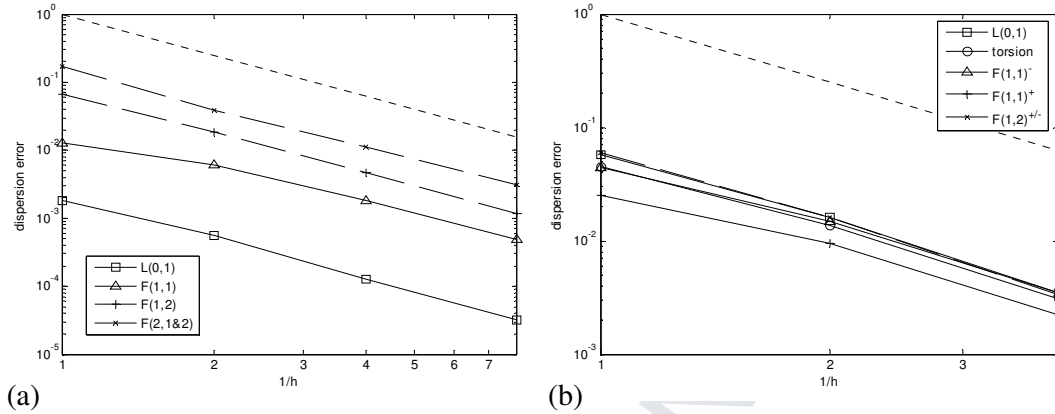 10^0
10^-1
10^-2
10^-3
10^-4
10^-5
dispersion error
1 2 3 4 5 6 7
1/h
L(0,1)
F(1,1)
F(1,2)
F(2,1&2)
(a)
10^0
10^-1
10^-2
10^-3
dispersion error
1 2 3
1/h
L(0,1)
torsion
F(1,1)^-
F(1,1)^+
F(1,2)^+/-
(b)